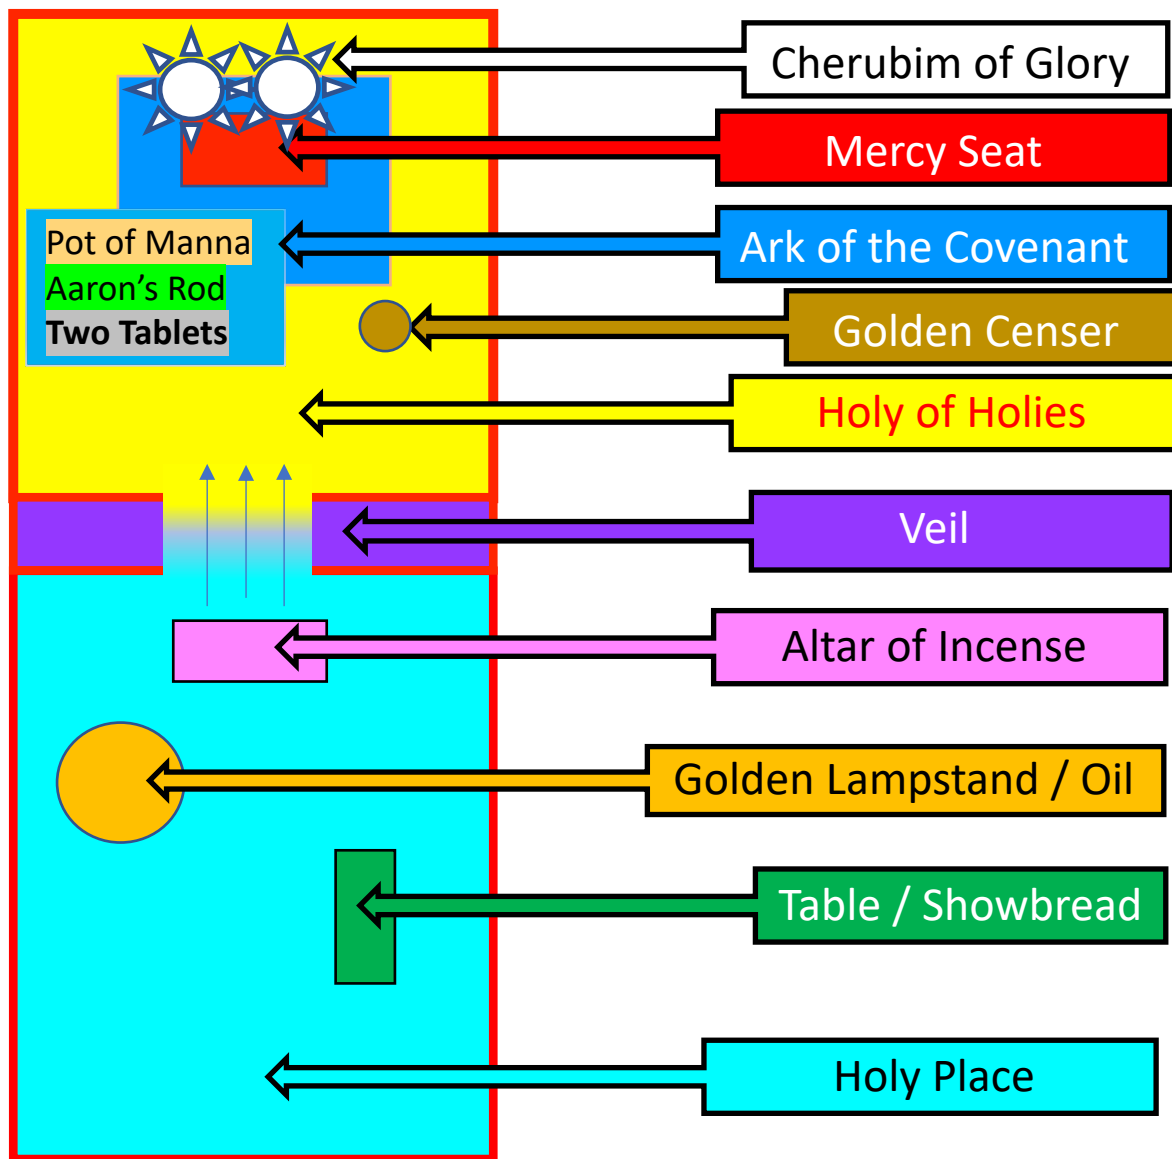 Cherubim of Glory
Mercy Seat
Ark of the Covenant
Pot of Manna
Aaron’s Rod
Two Tablets
Golden Censer
Holy of Holies
Veil
Altar of Incense
Golden Lampstand / Oil
Table / Showbread
Holy Place